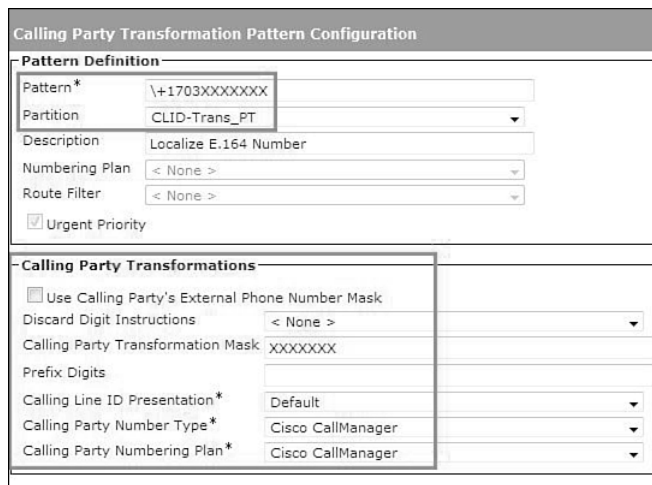 Calling Party Transformation Pattern Configuration
Pattern Definition
Pattern* \+1703XXXXXXX
Partition CLID-Trans_PT
Description Localize E.164 Number
Numbering Plan < None >
Route Filter < None >
Urgent Priority
Calling Party Transformations
Use Calling Party's External Phone Number Mask
Discard Digit Instructions < None >
Calling Party Transformation Mask XXXXXXX
Prefix Digits
Calling Line ID Presentation* Default
Calling Party Number Type* Cisco CallManager
Calling Party Numbering Plan* Cisco CallManager